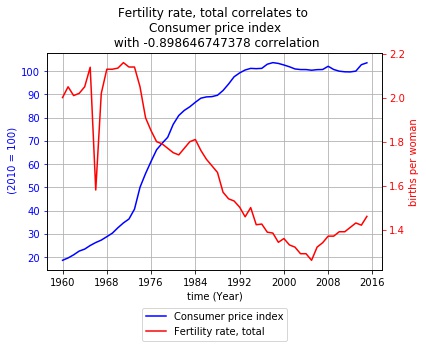 Fertility rate, total correlates to
Consumer price index
with -0.898646747378 correlation
(2010 = 100)
100
90
80
70
60
50
40
30
20
2.2
2.0
1.8
1.6
1.4
births per woman
1960
1968
1976
1984
1992
2000
2008
2016
time (Year)
Consumer price index
Fertility rate, total